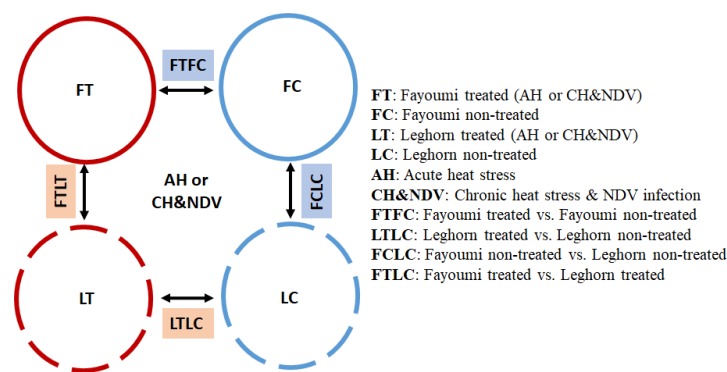 FTFC
FT
FC
FTLT
AH or
CH&NDV
FCLC
LT
LC
LTLC
FT: Fayoumi treated (AH or CH&NDV)
FC: Fayoumi non-treated
LT: Leghorn treated (AH or CH&NDV)
LC: Leghorn non-treated
AH: Acute heat stress
CH&NDV: Chronic heat stress & NDV infection
FTFC: Fayoumi treated vs. Fayoumi non-treated
LTLC: Leghorn treated vs. Leghorn non-treated
FCLC: Fayoumi non-treated vs. Leghorn non-treated
FTLC: Fayoumi treated vs. Leghorn treated